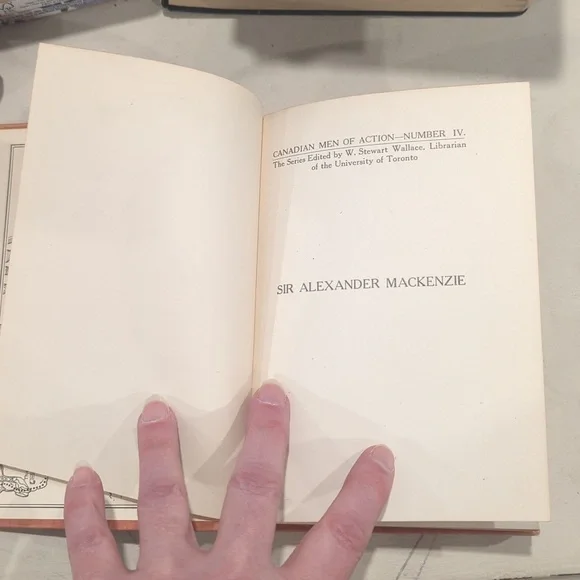 CANADIAN MEN OF ACTION—NUMBER IV.
The Series Edited by W. Stewart Wallace, Librarian
of the University of Toronto
SIR ALEXANDER MACKENZIE